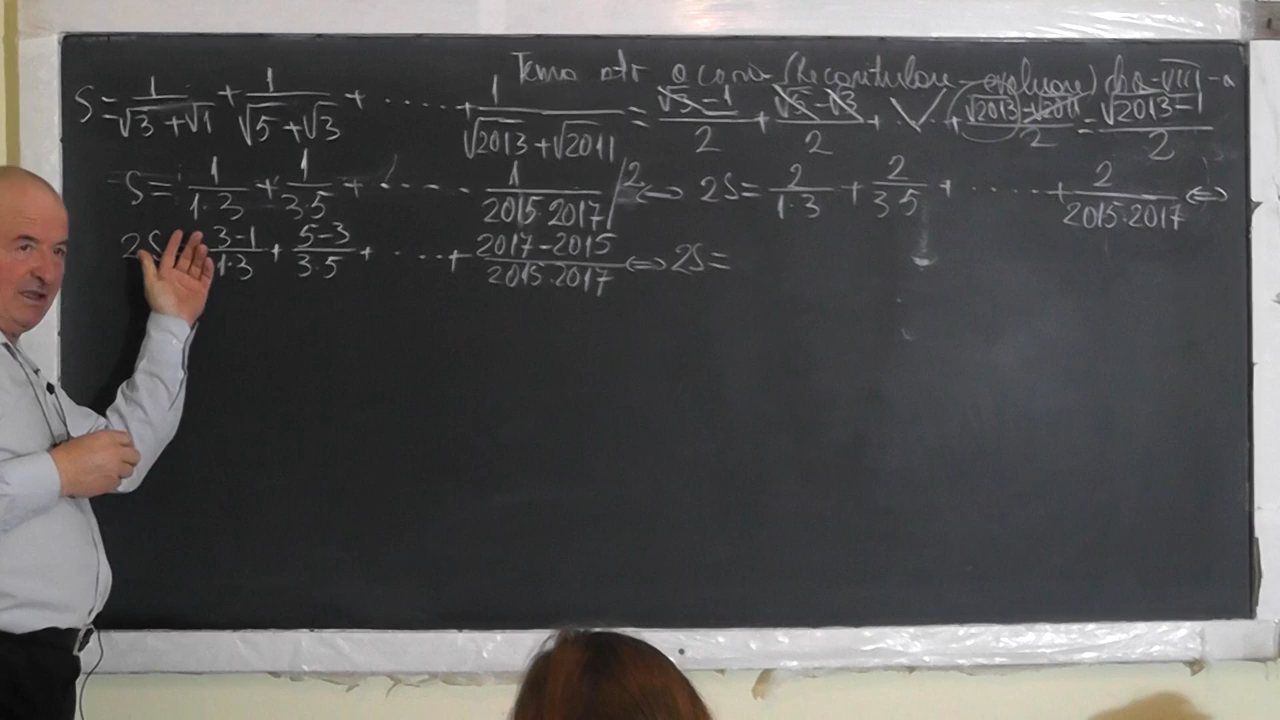 Tema ptr acasă (Recapitulare - evaluare) cls a-VIII-a
S = 1/(√3+√1) + 1/(√5+√3) + ...... + 1/(√2013+√2011) = (√3-1)/2 + (√5-√3)/2 + ... + (√2013-√2011)/2 = (√2013-1)/2
S = 1/(1·3) + 1/(3·5) + ...... 1/(2015·2017) |·2 ⇔ 2S = 2/(1·3) + 2/(3·5) + ...... + 2/(2015·2017) ⇔
2S = (3-1)/(1·3) + (5-3)/(3·5) + ..... + (2017-2015)/(2015·2017) ⇔ 2S =